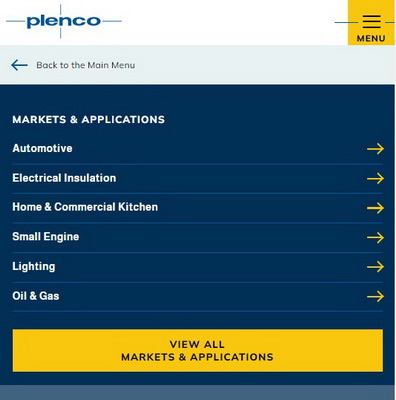 plenco
MENU
Back to the Main Menu
MARKETS & APPLICATIONS
Automotive
Electrical Insulation
Home & Commercial Kitchen
Small Engine
Lighting
Oil & Gas
VIEW ALL
MARKETS & APPLICATIONS